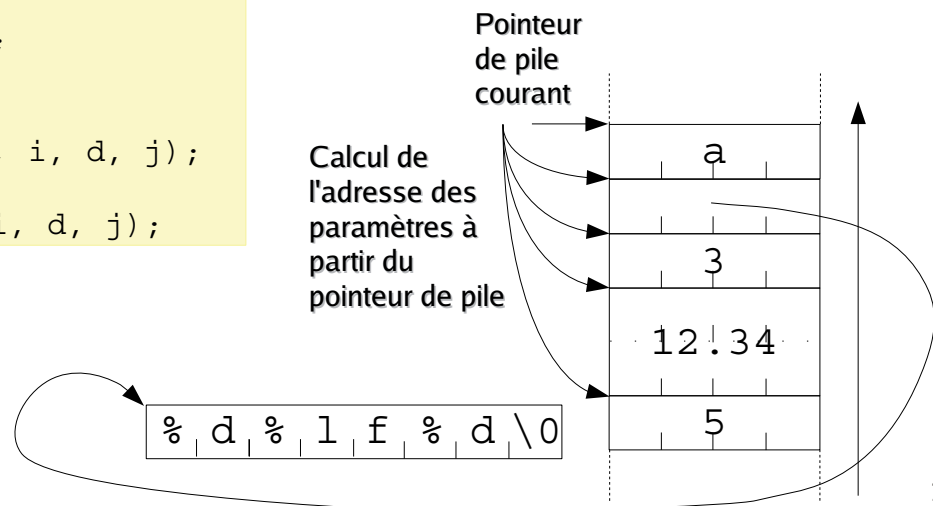 ;
i, d, j);
i, d, j);
Pointeur
de pile
courant
Calcul de
l'adresse des
paramètres à
partir du
pointeur de pile
a
3
12.34
5
%d%lf%d\0